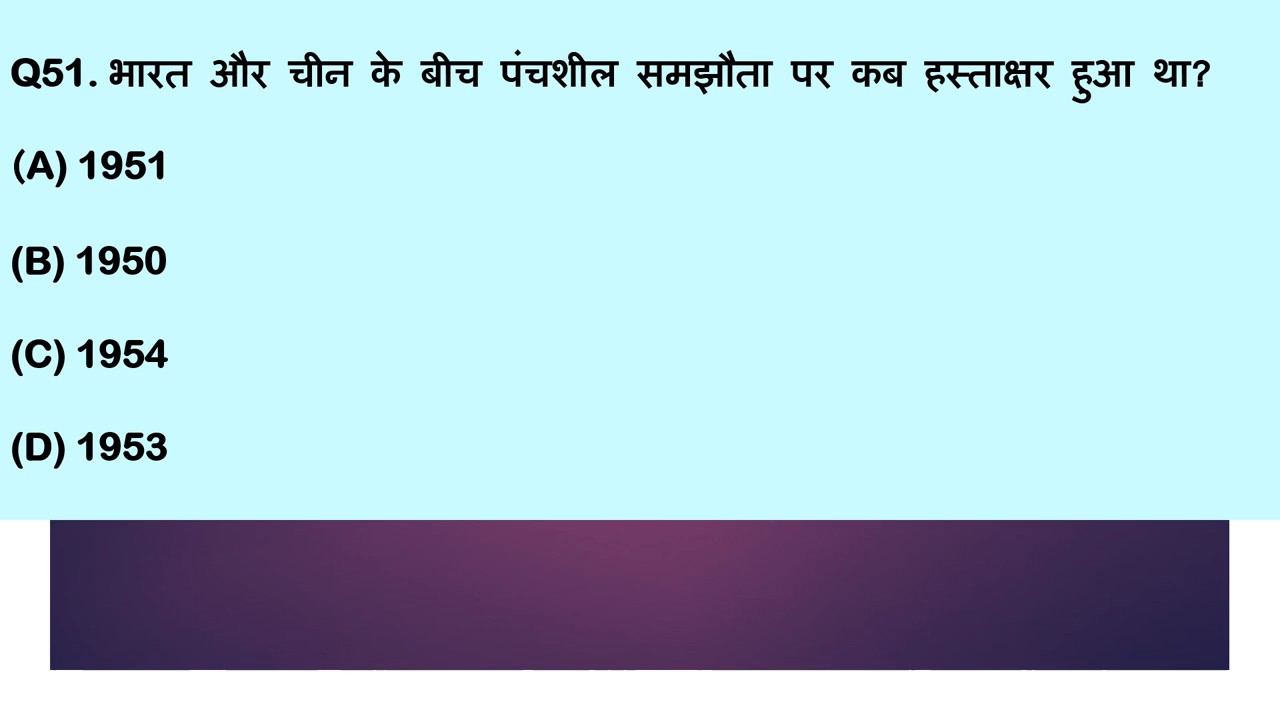 Q51. भारत और चीन के बीच पंचशील समझौता पर कब हस्ताक्षर हुआ था?
(A) 1951
(B) 1950
(C) 1954
(D) 1953